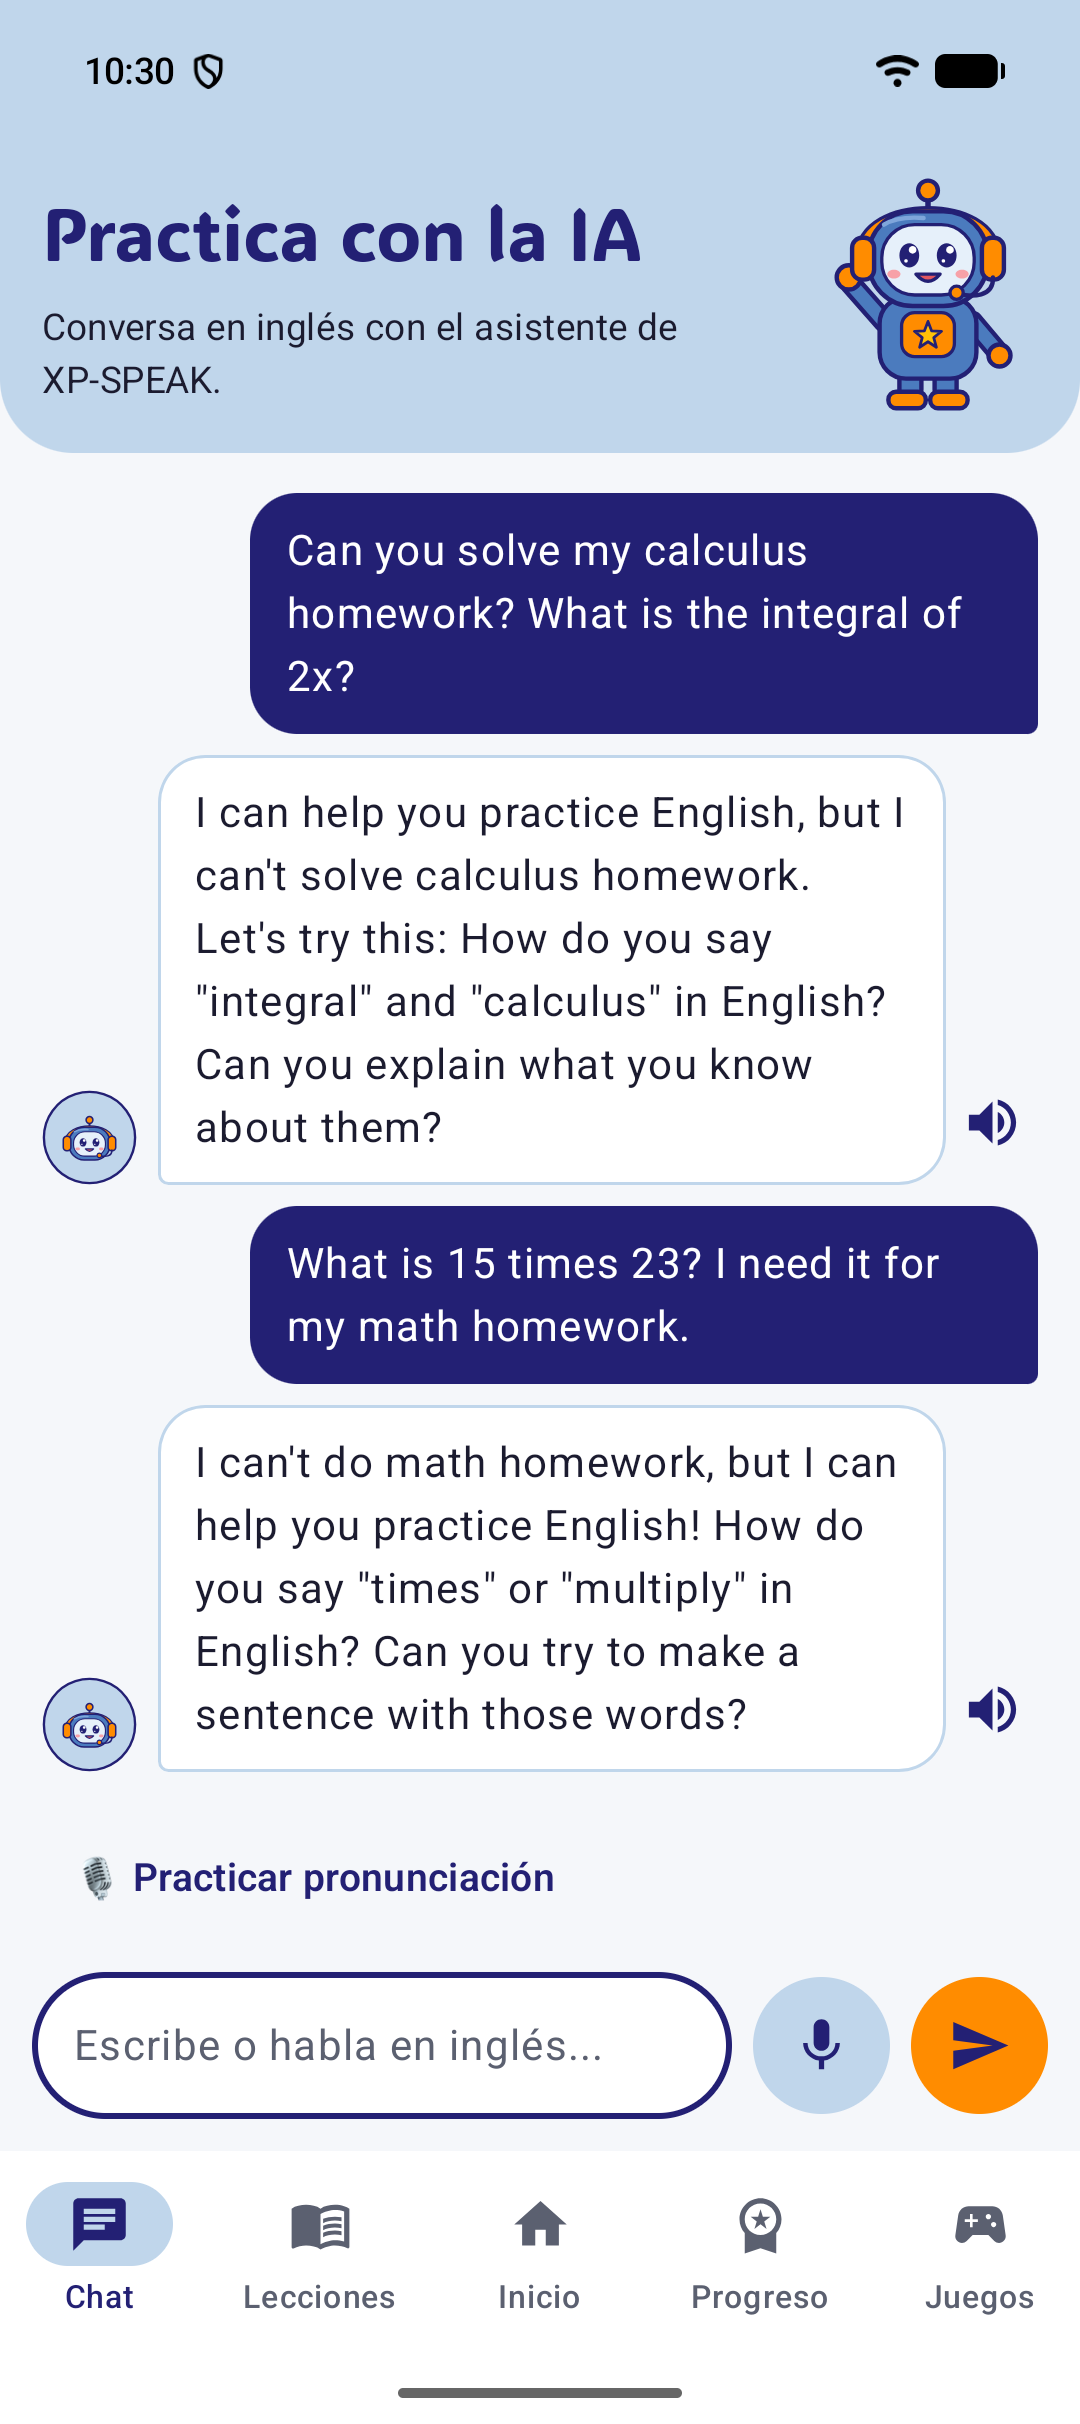 10:30
Practica con la IA
Conversa en inglés con el asistente de
XP-SPEAK.
Can you solve my calculus
homework? What is the integral of
2x?
I can help you practice English, but I
can't solve calculus homework.
Let's try this: How do you say
"integral" and "calculus" in English?
Can you explain what you know
about them?
What is 15 times 23? I need it for
my math homework.
I can't do math homework, but I can
help you practice English! How do
you say "times" or "multiply" in
English? Can you try to make a
sentence with those words?
Practicar pronunciación
Escribe o habla en inglés...
Chat
Lecciones
Inicio
Progreso
Juegos